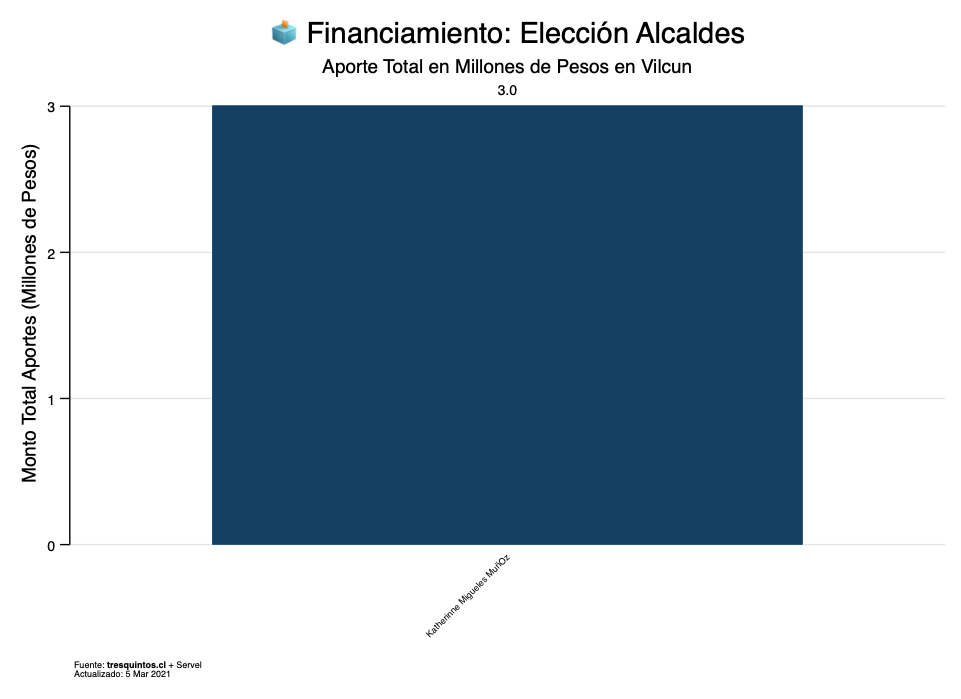 Financiamiento: Elección Alcaldes
Aporte Total en Millones de Pesos en Vilcun
3.0
Monto Total Aportes (Millones de Pesos)
3
2
1
0
Katherinne Migueles MuñOz
Fuente: tresquintos.cl + Servel
Actualizado: 5 Mar 2021